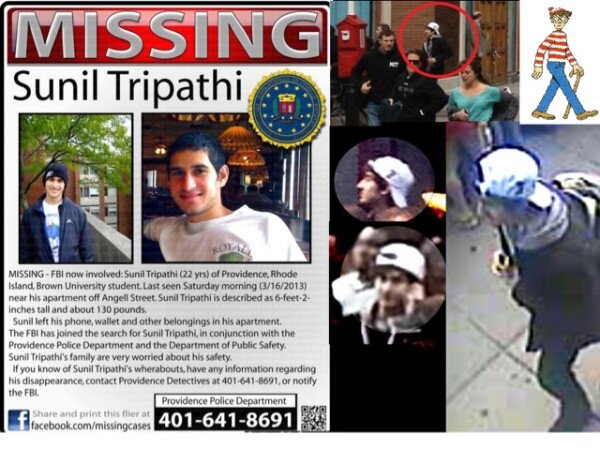 MISSING
Sunil Tripathi
ROYALS
MISSING - FBI now involved: Sunil Tripathi (22 yrs) of Providence, Rhode
Island, Brown University student. Last seen Saturday morning (3/16/2013)
near his apartment off Angell Street. Sunil Tripathi is described as 6-feet-2-
inches tall and about 130 pounds.
Sunil left his phone, wallet and other belongings in his apartment.
The FBI has joined the search for Sunil Tripathi, in conjunction with the
Providence Police Department and the Department of Public Safety.
Sunil Tripathi's family are very worried about his safety.
If you know of Sunil Tripathi's wherabouts, have any information regarding
his disappearance, contact Providence Detectives at 401-641-8691, or notify
the FBI.
Providence Police Department
Share and print this flier at
facebook.com/missingcases
401-641-8691